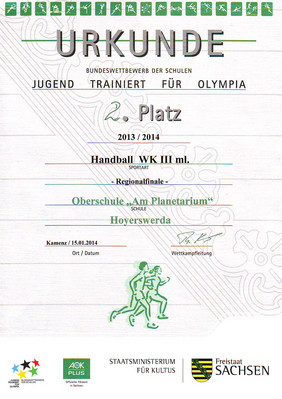 URKUNDE
BUNDESWETTBEWERB DER SCHULEN
JUGEND TRAINIERT FÜR OLYMPIA
2. Platz
2013 / 2014
Handball WK III ml.
SPORTART
- Regionalfinale -
Oberschule „Am Planetarium“
SCHULE
Hoyerswerda
Kamenz / 15.01.2014
Ort / Datum
Wettkampfleitung
AOK
PLUS
STAATSMINISTERIUM
FÜR KULTUS
Freistaat
SACHSEN